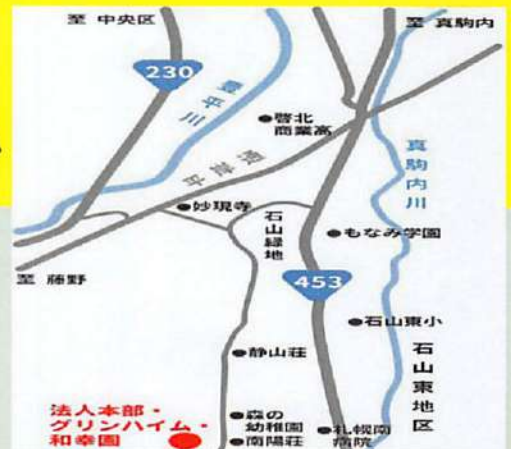 至 中央区
至 真駒内
230
豊平川
啓北
商業高
平岸通
真駒内川
妙現寺
石山緑地
もなみ学園
至 藤野
453
石山東小
静山荘
石山東地区
法人本部・
グリンハイム・
和幸園
森の
幼稚園
南陽荘
札幌南
病院